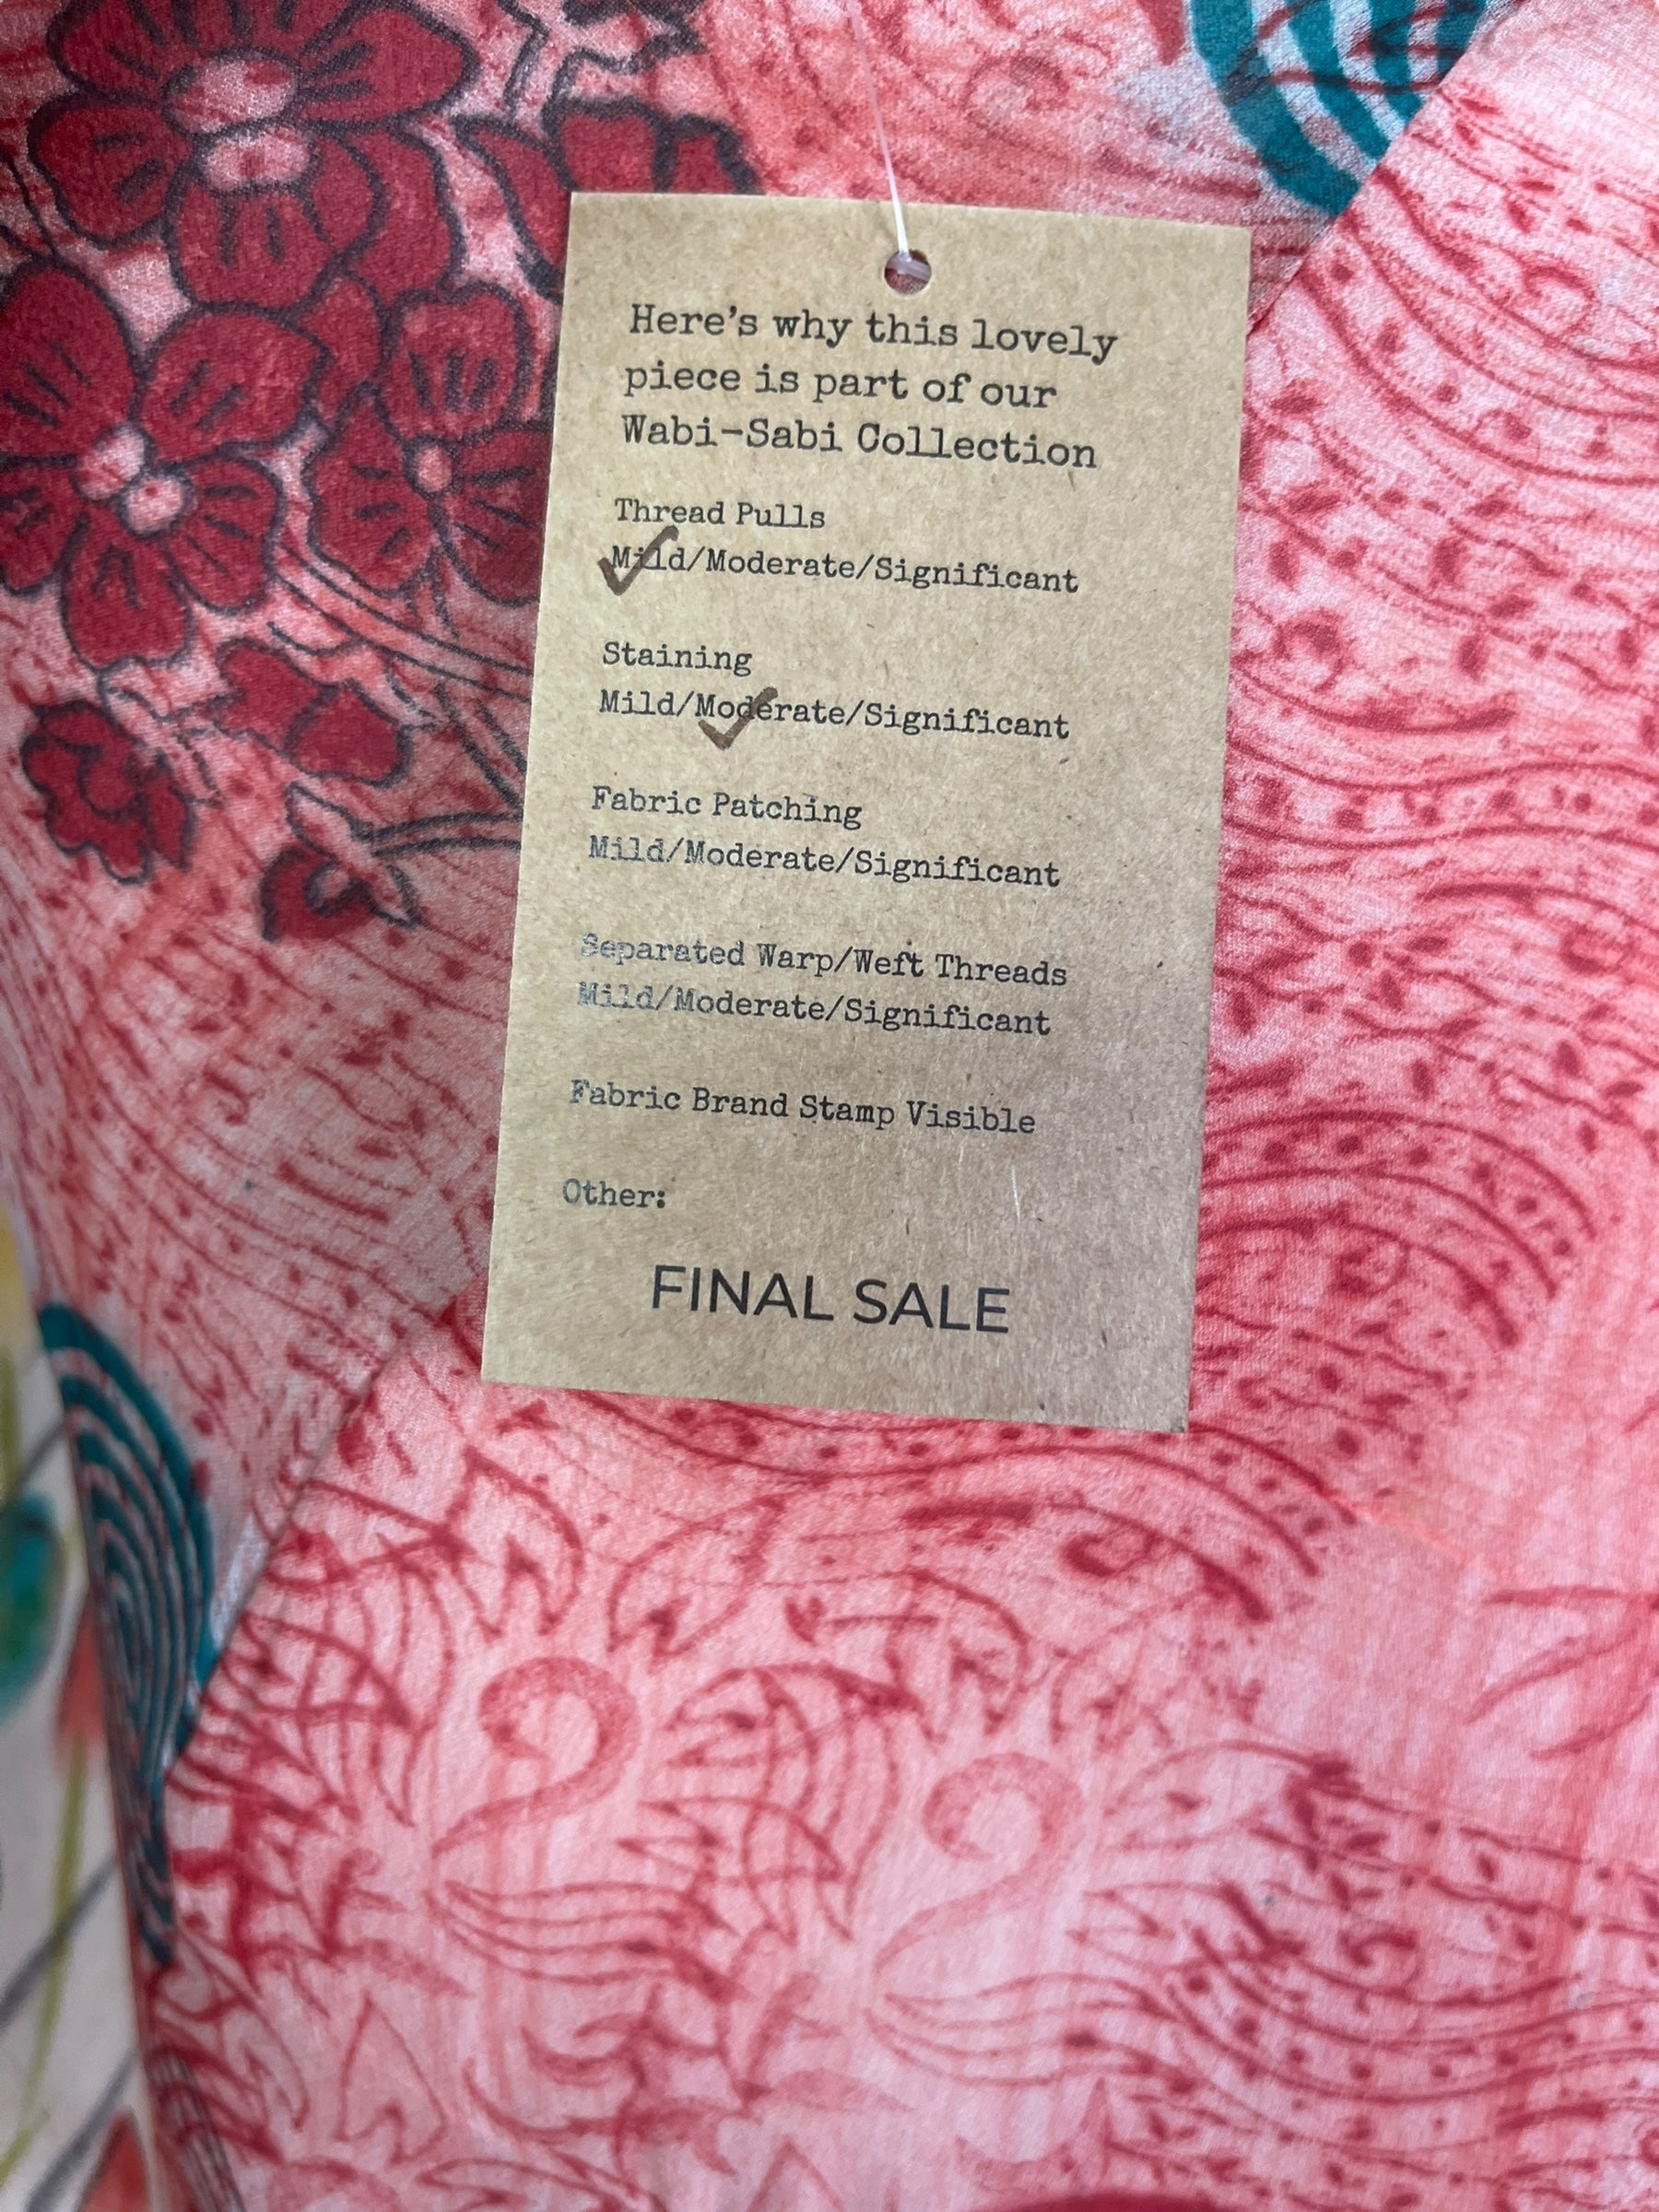 Here's why this lovely
piece is part of our
Wabi-Sabi Collection
Thread Pulls
Mild/Moderate/Significant
Staining
Mild/Moderate/Significant
Fabric Patching
Mild/Moderate/Significant
Separated Warp/Weft Threads
Mild/Moderate/Significant
Fabric Brand Stamp Visible
Other:
FINAL SALE